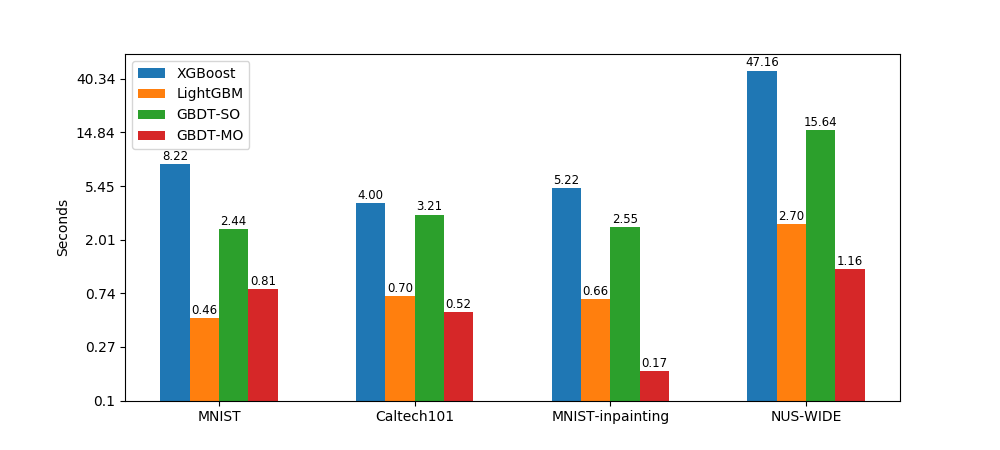 XGBoost
LightGBM
GBDT-SO
GBDT-MO
Seconds
40.34
14.84
5.45
2.01
0.74
0.27
0.1
8.22
0.46
2.44
0.81
4.00
0.70
3.21
0.52
5.22
0.66
2.55
0.17
47.16
2.70
15.64
1.16
MNIST
Caltech101
MNIST-inpainting
NUS-WIDE